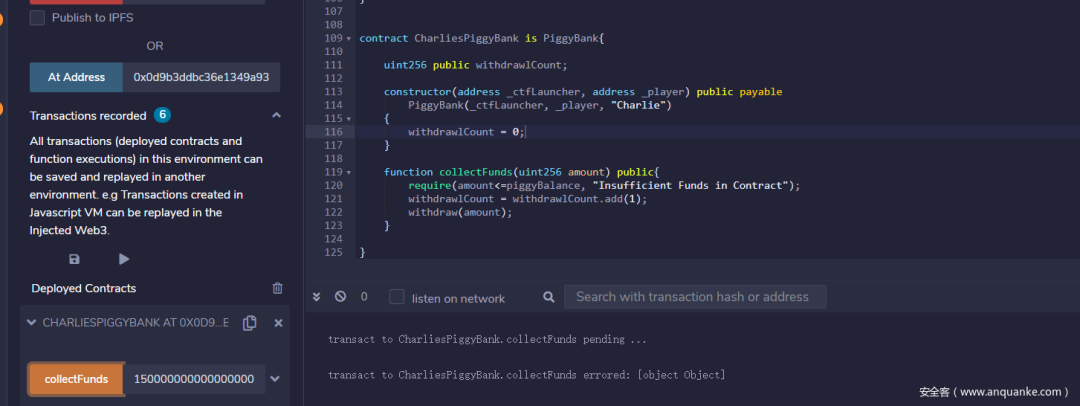 Publish to IPFS
OR
At Address 0x0d9b3ddbc36e1349a93
Transactions recorded 6
All transactions (deployed contracts and
function executions) in this environment can
be saved and replayed in another
environment. e.g Transactions created in
Javascript VM can be replayed in the
Injected Web3.
Deployed Contracts
CHARLIESPIGGYBANK AT 0X0D9...E
collectFunds 150000000000000000
107
108
109 contract CharliesPiggyBank is PiggyBank{
110
111 uint256 public withdrawlCount;
112
113 constructor(address _ctfLauncher, address _player) public payable
114 PiggyBank(_ctfLauncher, _player, "Charlie")
115 {
116 withdrawlCount = 0;
117 }
118
119 function collectFunds(uint256 amount) public{
120 require(amount<=piggyBalance, "Insufficient Funds in Contract");
121 withdrawlCount = withdrawlCount.add(1);
122 withdraw(amount);
123 }
124
125 }
0 listen on network Search with transaction hash or address
transact to CharliesPiggyBank.collectFunds pending ...
transact to CharliesPiggyBank.collectFunds errored: [object Object]
安全客（www.anquanke.com）